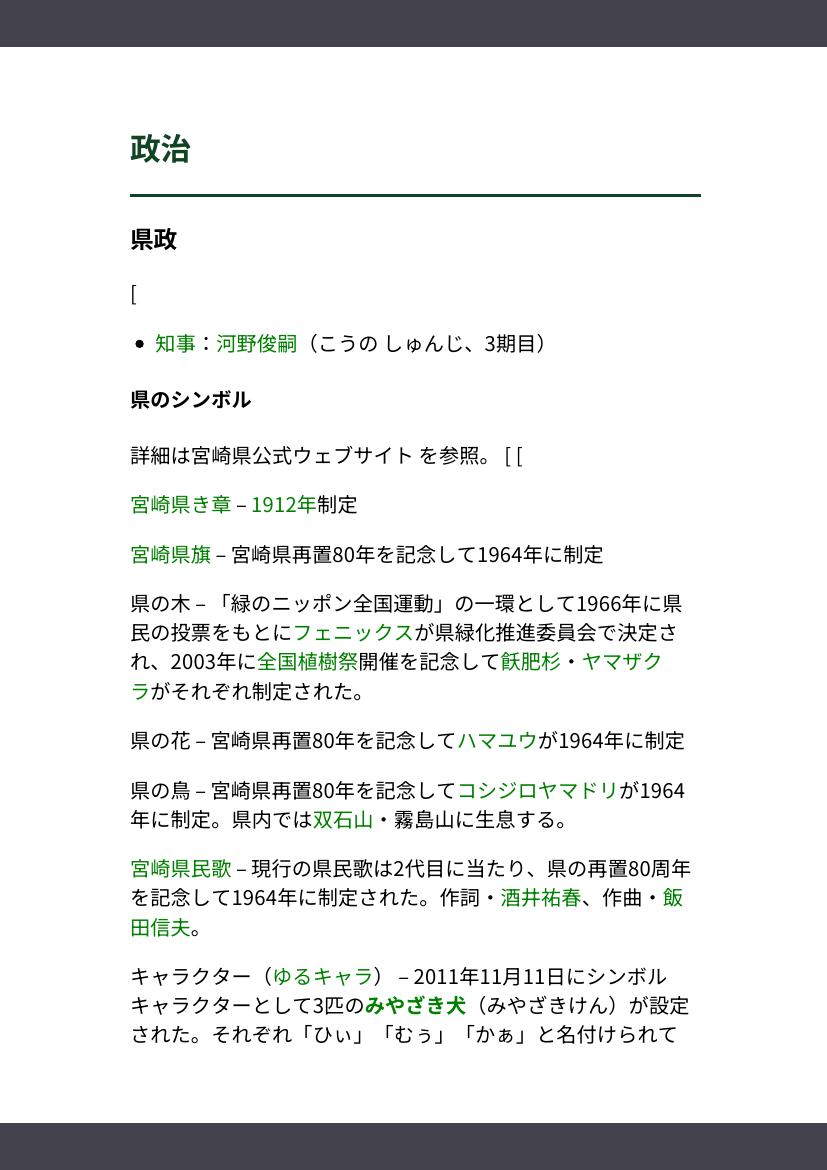 政治
県政
[
• 知事：河野俊嗣（こうの しゅんじ、3期目）
県のシンボル
詳細は宮崎県公式ウェブサイト を参照。 [ [
宮崎県き章 – 1912年制定
宮崎県旗 – 宮崎県再置80年を記念して1964年に制定
県の木 – 「緑のニッポン全国運動」の一環として1966年に県
民の投票をもとにフェニックスが県緑化推進委員会で決定さ
れ、2003年に全国植樹祭開催を記念して飫肥杉・ヤマザク
ラがそれぞれ制定された。
県の花 – 宮崎県再置80年を記念してハマユウが1964年に制定
県の鳥 – 宮崎県再置80年を記念してコシジロヤマドリが1964
年に制定。県内では双石山・霧島山に生息する。
宮崎県民歌 – 現行の県民歌は2代目に当たり、県の再置80周年
を記念して1964年に制定された。作詞・酒井祐春、作曲・飯
田信夫。
キャラクター（ゆるキャラ） – 2011年11月11日にシンボル
キャラクターとして3匹のみやざき犬（みやざきけん）が設定
された。それぞれ「ひぃ」「むぅ」「かぁ」と名付けられて